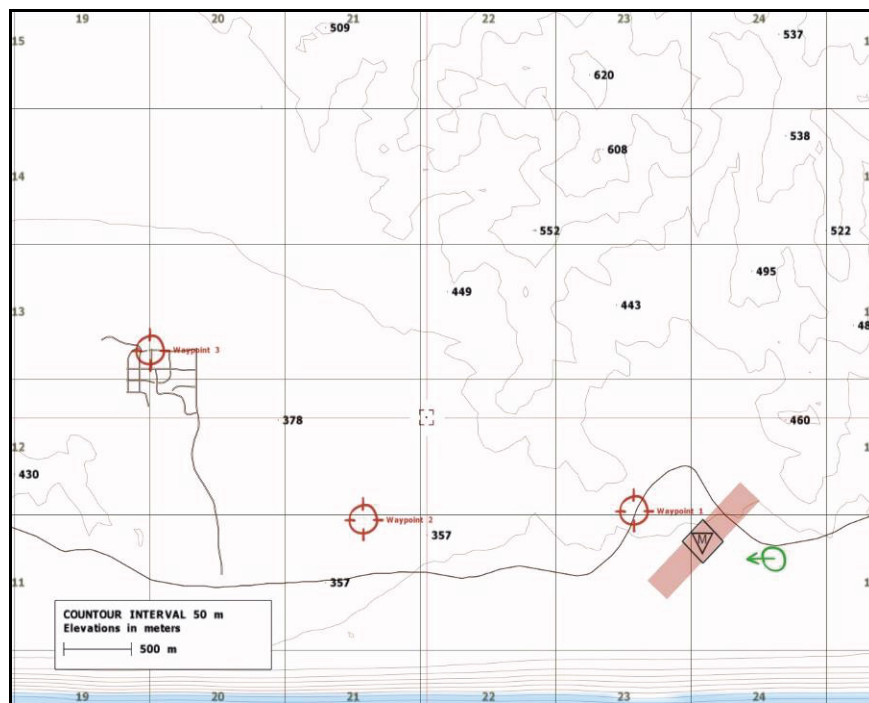 19 20 21 22 23 24
15 509 537
620
538
608
14
552 522
495
449 443
13
Waypoint 3
378 460
12
430
Waypoint 2 Waypoint 1
357
M
11
357
COUNTOUR INTERVAL 50 m
Elevations in meters
500 m
19 20 21 22 23 24